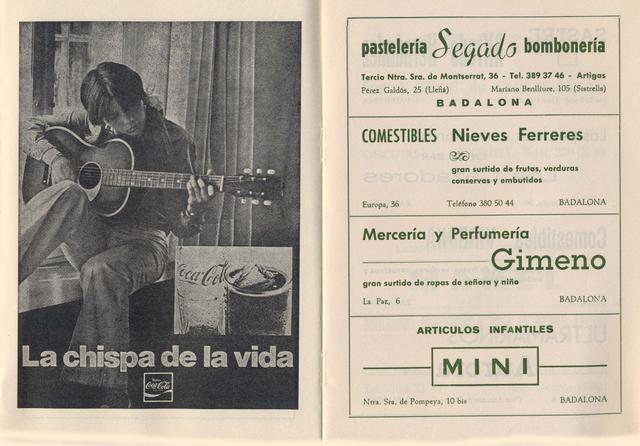 Coca-Cola
La chispa de la vida
Coca-Cola
pastelería Segado bombonería
Tercio Ntra. Sra. de Montserrat, 36 - Tel. 389 37 46 - Artigas
Pérez Galdós, 25 (Llefiá) Mariano Benlliure, 105 (Sistrells)
BADALONA
COMESTIBLES Nieves Ferreres
gran surtido de frutas, verduras
conservas y embutidos
Europa, 36 Teléfono 380 50 44 BADALONA
Mercería y Perfumería
Gimeno
gran surtido de ropas de señora y niño
La Paz, 6 BADALONA
ARTICULOS INFANTILES
MINI
Ntra. Sra. de Pompeya, 10 bis BADALONA